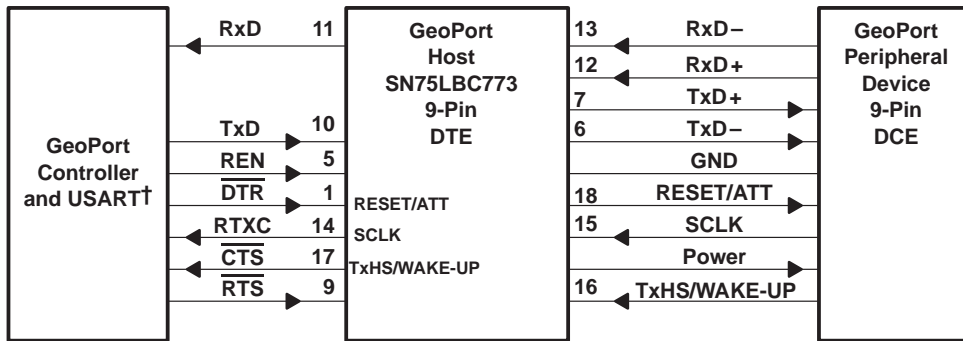 GeoPort
Controller
and USART†
RxD 11
TxD 10
REN 5
DTR 1
RTXC 14
CTS 17
RTS 9
GeoPort
Host
SN75LBC773
9-Pin
DTE
RESET/ATT
SCLK
TxHS/WAKE-UP
13 RxD–
12 RxD+
7 TxD+
6 TxD–
GND
18 RESET/ATT
15 SCLK
Power
16 TxHS/WAKE-UP
GeoPort
Peripheral
Device
9-Pin
DCE